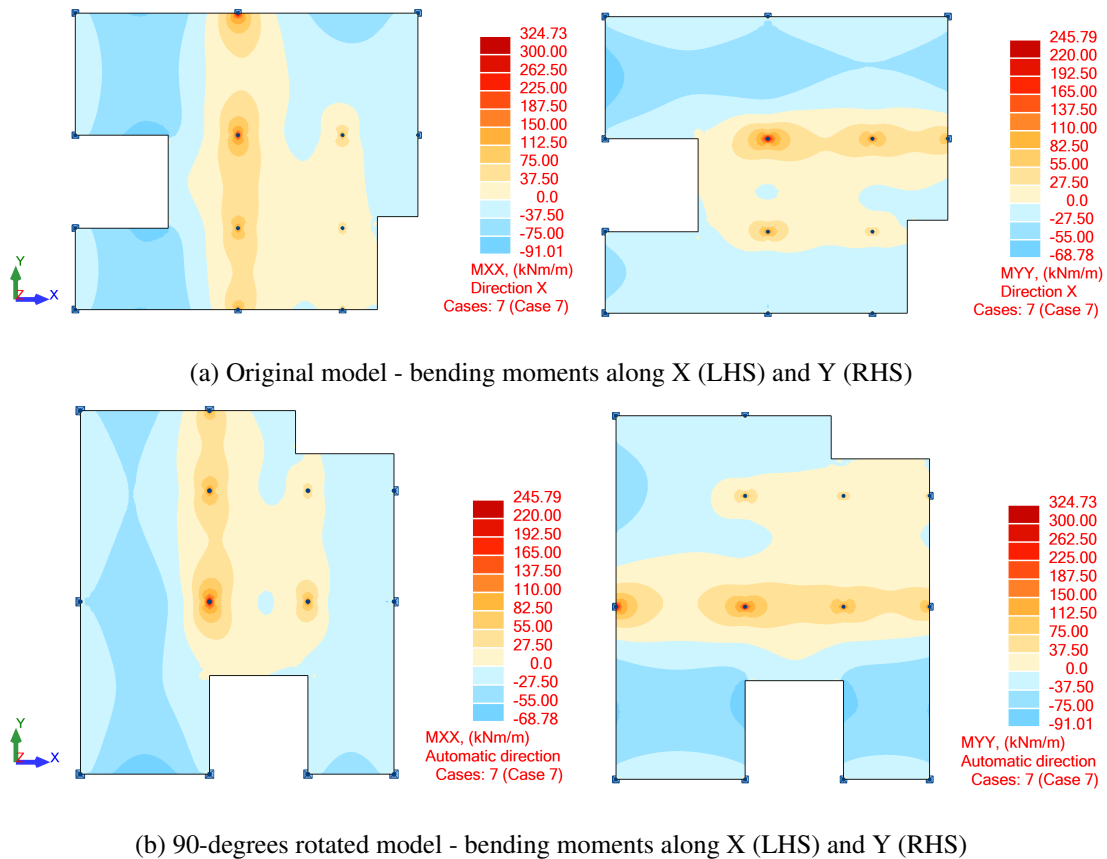 324.73
300.00
262.50
225.00
187.50
150.00
112.50
75.00
37.50
0.0
-37.50
-75.00
-91.01
MXX, (kNm/m)
Direction X
Cases: 7 (Case 7)
Y
Z X
245.79
220.00
192.50
165.00
137.50
110.00
82.50
55.00
27.50
0.0
-27.50
-55.00
-68.78
MYY, (kNm/m)
Direction X
Cases: 7 (Case 7)
(a) Original model - bending moments along X (LHS) and Y (RHS)
245.79
220.00
192.50
165.00
137.50
110.00
82.50
55.00
27.50
0.0
-27.50
-55.00
-68.78
MXX, (kNm/m)
Automatic direction
Cases: 7 (Case 7)
Y
Z X
324.73
300.00
262.50
225.00
187.50
150.00
112.50
75.00
37.50
0.0
-37.50
-75.00
-91.01
MYY, (kNm/m)
Automatic direction
Cases: 7 (Case 7)
(b) 90-degrees rotated model - bending moments along X (LHS) and Y (RHS)